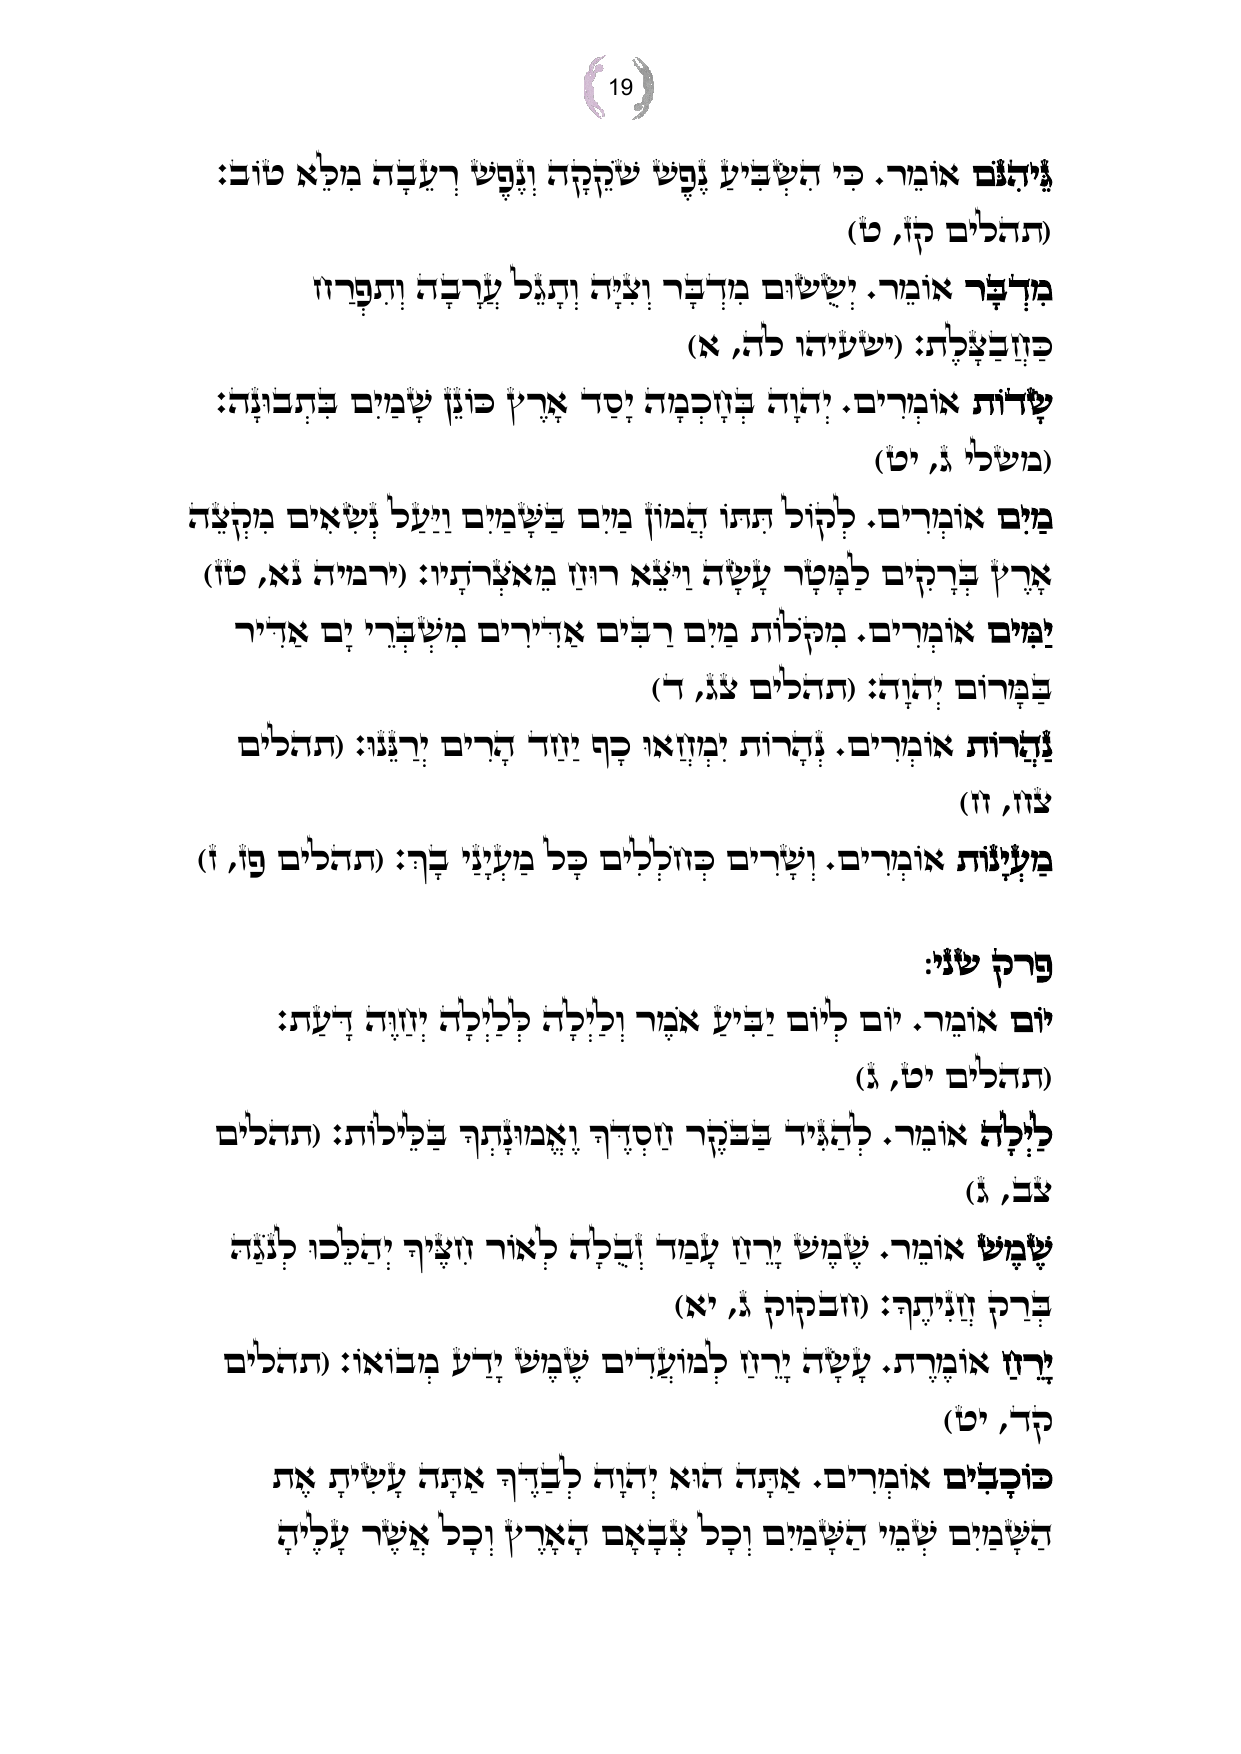 19
גֵּיהִנֹּם אוֹמֵר. כִּי הִשְׂבִּיעַ נֶפֶשׁ שֹׁקֵקָה וְנֶפֶשׁ רְעֵבָה מִלֵּא טוֹב:
(תהלים קז, ט)
מִדְבָּר אוֹמֵר. יְשֻׂשׂוּם מִדְבָּר וְצִיָּה וְתָגֵל עֲרָבָה וְתִפְרַח
כַּחֲבַצָּלֶת: (ישעיהו לה, א)
שָׂדוֹת אוֹמְרִים. יְהוָה בְּחָכְמָה יָסַד אָרֶץ כּוֹנֵן שָׁמַיִם בִּתְבוּנָה:
(משלי ג, יט)
מַיִם אוֹמְרִים. לְקוֹל תִּתּוֹ הֲמוֹן מַיִם בַּשָּׁמַיִם וַיַּעַל נְשִׂאִים מִקְצֵה
אָרֶץ בְּרָקִים לַמָּטָר עָשָׂה וַיֹּצֵא רוּחַ מֵאֹצְרֹתָיו: (ירמיה נא, טז)
יַמִּים אוֹמְרִים. מִקֹּלוֹת מַיִם רַבִּים אַדִּירִים מִשְׁבְּרֵי יָם אַדִּיר
בַּמָּרוֹם יְהוָה: (תהלים צג, ד)
נַהֲרוֹת אוֹמְרִים. נְהָרוֹת יִמְחֲאוּ כָף יַחַד הָרִים יְרַנֵּנוּ: (תהלים
צח, ח)
מַעְיָנוֹת אוֹמְרִים. וְשָׁרִים כְּחֹלְלִים כָּל מַעְיָנַי בָּךְ: (תהלים פז, ז)
פרק שני:
יוֹם אוֹמֵר. יוֹם לְיוֹם יַבִּיעַ אֹמֶר וְלַיְלָה לְּלַיְלָה יְחַוֶּה דָּעַת:
(תהלים יט, ג)
לַיְלָה אוֹמֵר. לְהַגִּיד בַּבֹּקֶר חַסְדֶּךָ וֶאֱמוּנָתְךָ בַּלֵּילוֹת: (תהלים
צב, ג)
שֶׁמֶשׁ אוֹמֵר. שֶׁמֶשׁ יָרֵחַ עָמַד זְבֻלָה לְאוֹר חִצֶּיךָ יְהַלֵּכוּ לְנֹגַהּ
בְּרַק חֲנִיתֶךָ: (חבקוק ג, יא)
יָרֵחַ אוֹמֶרֶת. עָשָׂה יָרֵחַ לְמוֹעֲדִים שֶׁמֶשׁ יָדַע מְבוֹאוֹ: (תהלים
קד, יט)
כּוֹכָבִים אוֹמְרִים. אַתָּה הוּא יְהוָה לְבַדֶּךָ אַתָּה עָשִׂיתָ אֶת
הַשָּׁמַיִם שְׁמֵי הַשָּׁמַיִם וְכָל צְבָאָם הָאָרֶץ וְכָל אֲשֶׁר עָלֶיהָ